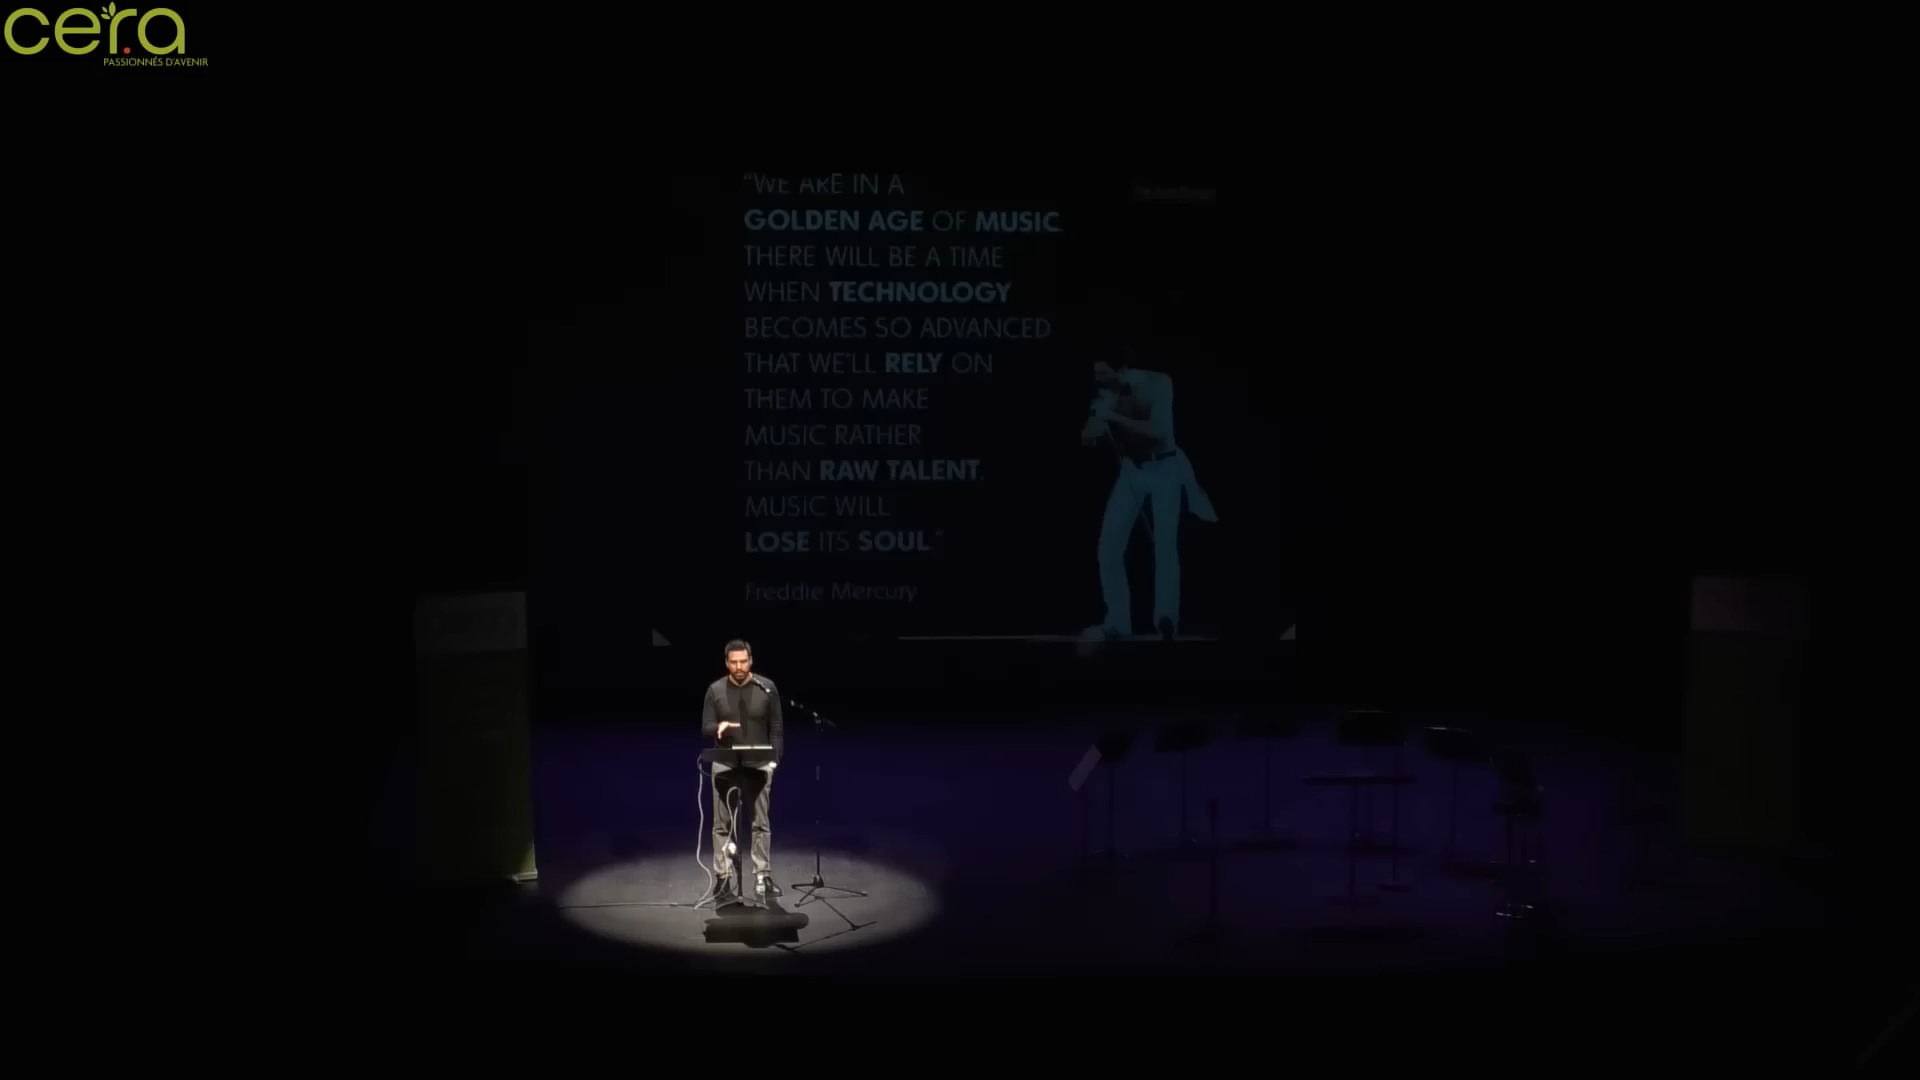 cera
PASSIONNÉS D'AVENIR
"WE ARE IN A
GOLDEN AGE OF MUSIC.
THERE WILL BE A TIME
WHEN TECHNOLOGY
BECOMES SO ADVANCED
THAT WE'LL RELY ON
THEM TO MAKE
MUSIC RATHER
THAN RAW TALENT.
MUSIC WILL
LOSE ITS SOUL."
Freddie Mercury